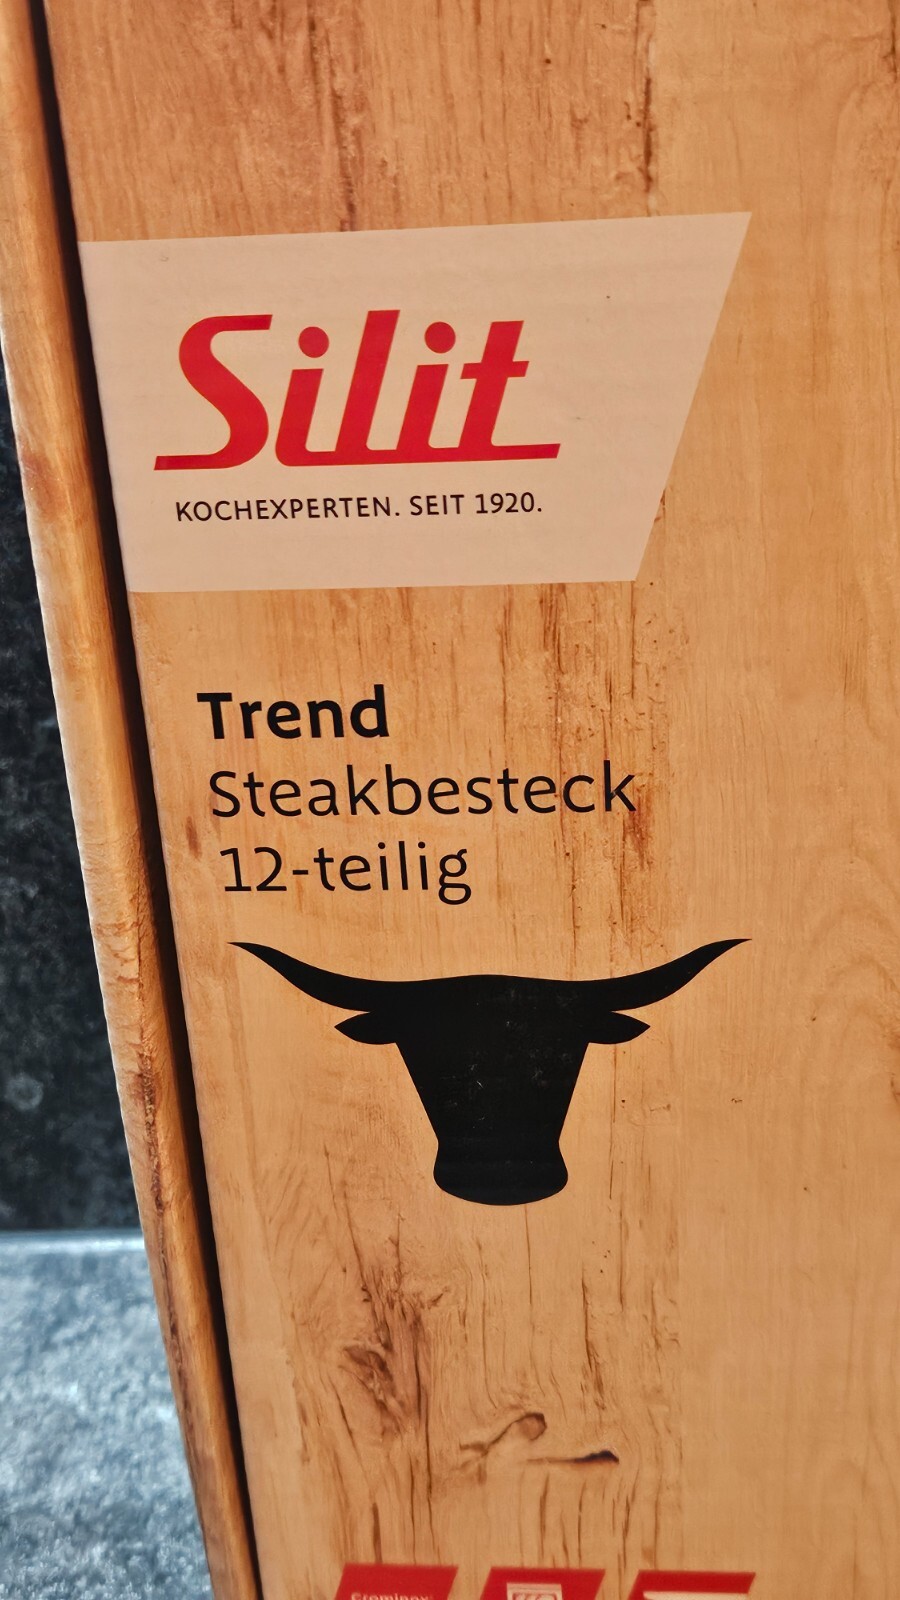 Silit
KOCHEXPERTEN. SEIT 1920.
Trend
Steakbesteck
12-teilig